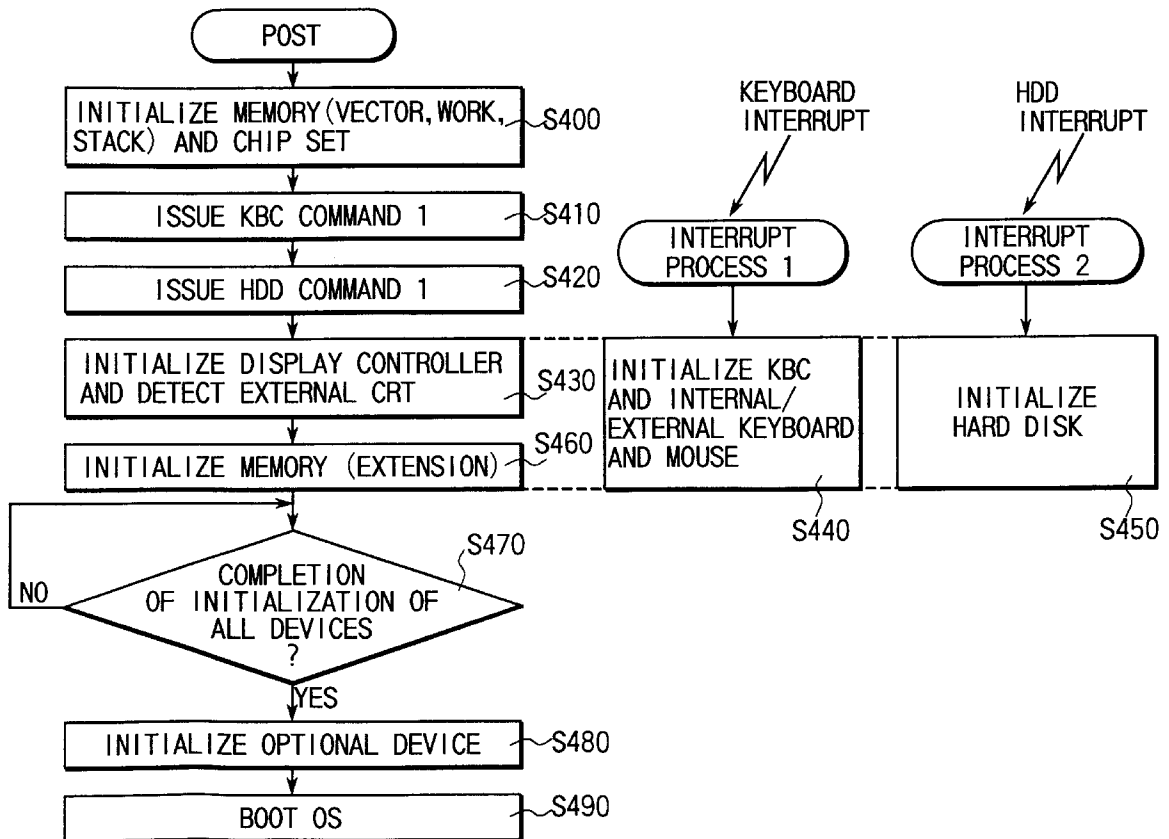 POST
INITIALIZE MEMORY(VECTOR,WORK,
STACK) AND CHIP SET
S400
ISSUE KBC COMMAND 1
S410
ISSUE HDD COMMAND 1
S420
INITIALIZE DISPLAY CONTROLLER
AND DETECT EXTERNAL CRT
S430
INITIALIZE MEMORY (EXTENSION)
S460
COMPLETION
OF INITIALIZATION OF
ALL DEVICES
?
S470
NO
YES
INITIALIZE OPTIONAL DEVICE
S480
BOOT OS
S490
KEYBOARD
INTERRUPT
INTERRUPT
PROCESS 1
INITIALIZE KBC
AND INTERNAL/
EXTERNAL KEYBOARD
AND MOUSE
S440
HDD
INTERRUPT
INTERRUPT
PROCESS 2
INITIALIZE
HARD DISK
S450